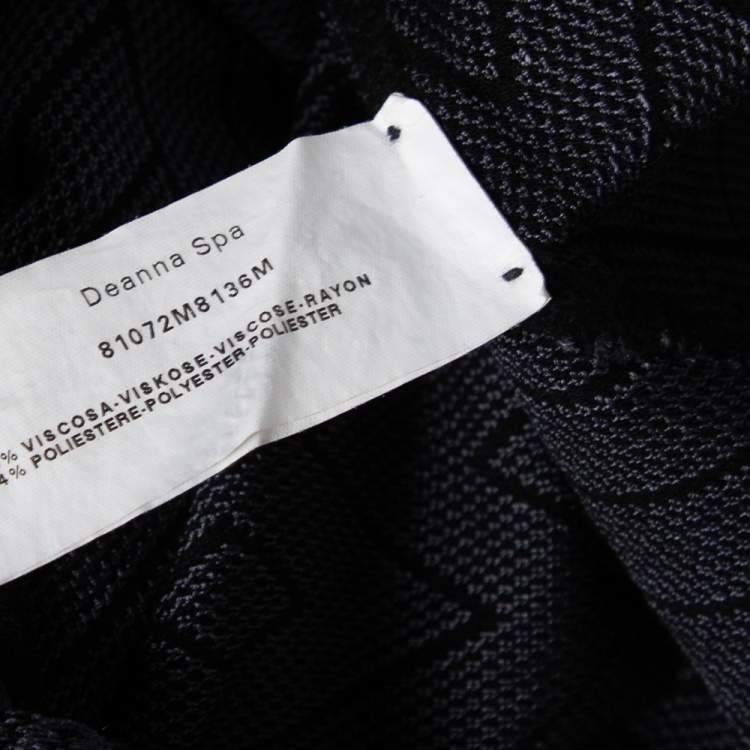 Deanna Spa
81072M8136M
% VISCOSA-VISKOSE-VISCOSE-RAYON
4% POLIESTERE-POLYESTER-POLIESTER